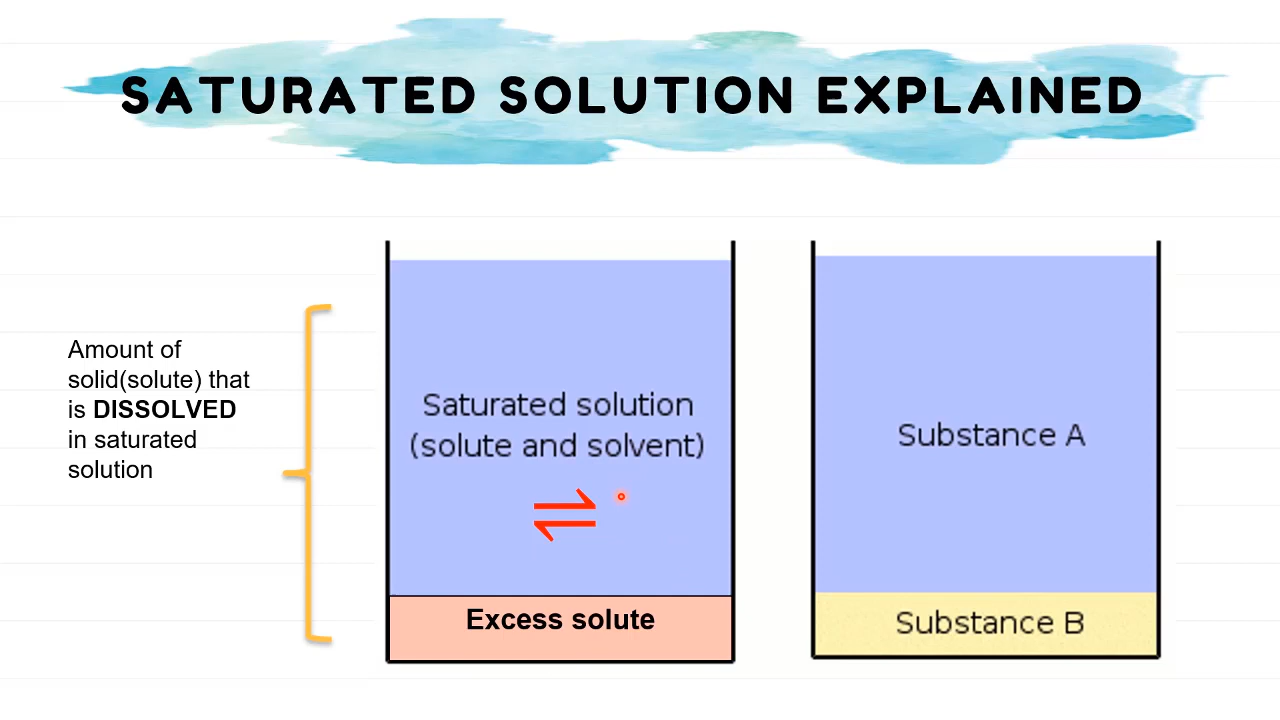 SATURATED SOLUTION EXPLAINED
Amount of
solid(solute) that
is DISSOLVED
in saturated
solution
Saturated solution
(solute and solvent)
⇌
Excess solute
Substance A
Substance B